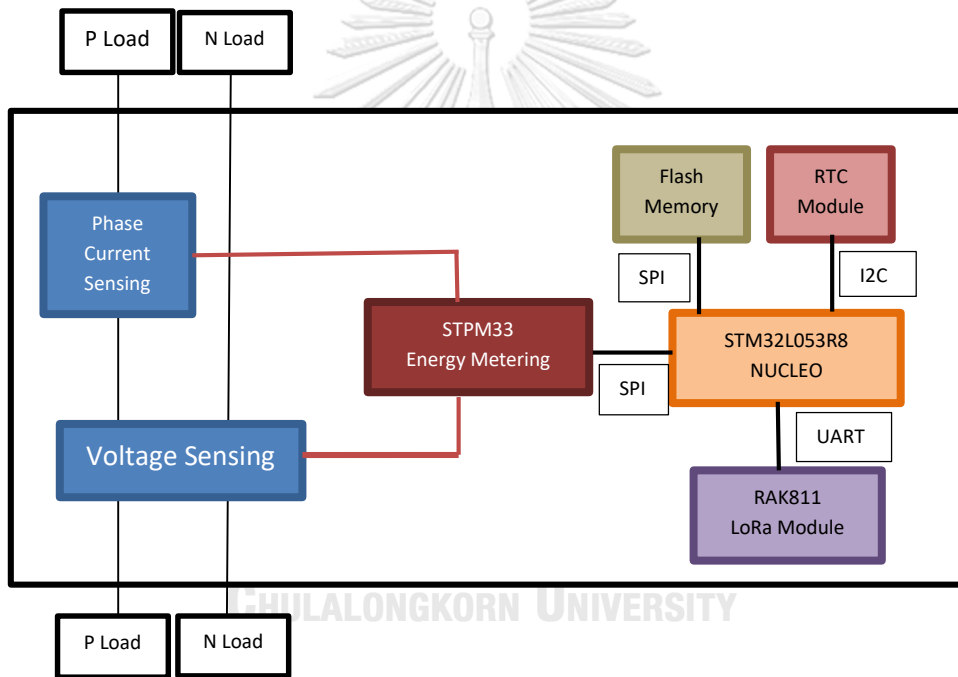 P Load
N Load
Phase
Current
Sensing
Flash
Memory
RTC
Module
SPI
I2C
STPM33
Energy Metering
STM32L053R8
NUCLEO
SPI
Voltage Sensing
UART
RAK811
LoRa Module
CHULALONGKORN UNIVERSITY
P Load
N Load